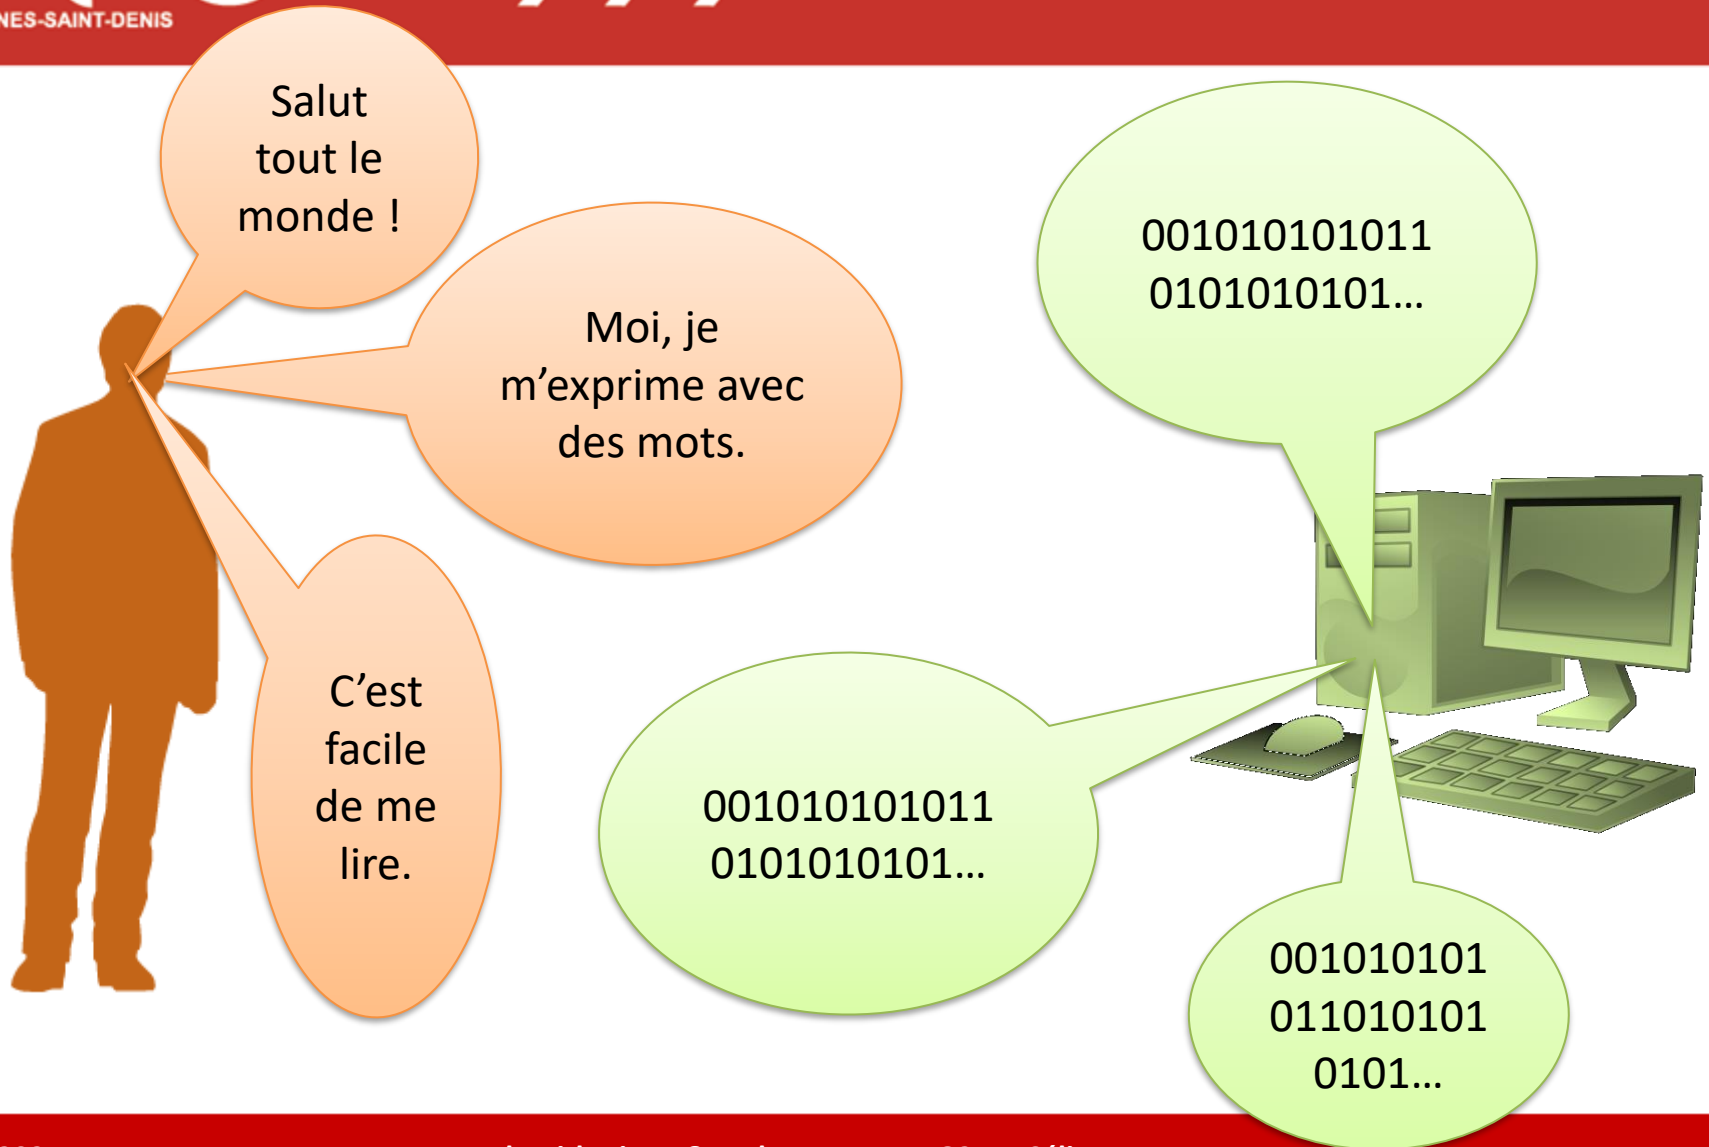 NES-SAINT-DENIS
Salut
tout le
monde !
Moi, je
m’exprime avec
des mots.
C’est
facile
de me
lire.
001010101011
0101010101…
001010101011
0101010101…
001010101
011010101
0101…